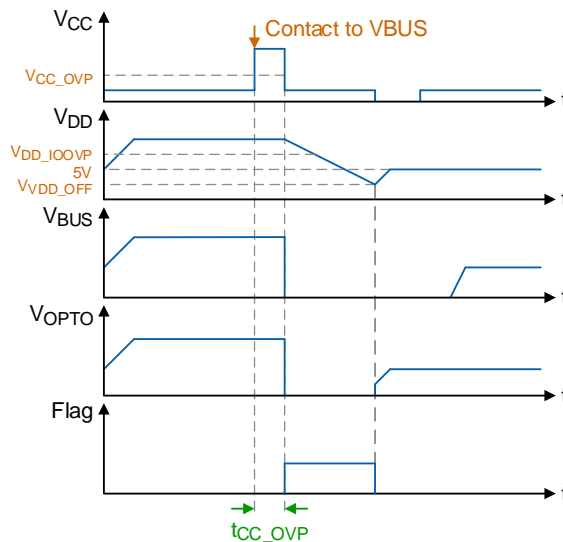 VCC
Contact to VBUS
VCC_OVP
t
VDD
VDD_IOOVP
5V
VVDD_OFF
t
VBUS
t
VOPTO
t
Flag
t
tCC_OVP